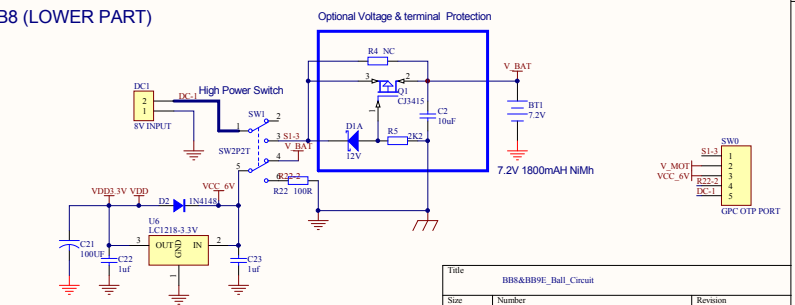 BB8 (LOWER PART)
Optional Voltage & terminal Protection
R4 NC
3
2
V_BAT
DC1
DC-1
High Power Switch
2
1
Q1
CJ3415
1
C2
10uF
BT1
7.2V
8V INPUT
SW1
2
1
3 S1-3
D1A
R5
2K2
12V
SW2P2T
V_BAT
4
5
6
R22-2
R22 100R
7.2V 1800mAH NiMh
SW0
S1-3
1
V_MOT
2
VCC_6V
3
R22-2
4
DC-1
5
GPC OTP PORT
VDD3.3V
VDD
VCC_6V
D2
1N4148
U6
LC1218-3.3V
C21
100UF
3
OUT
GND
IN
2
C22
1uf
1
C23
1uf
Title
BB8&BB9E_Ball_Circuit
Size
Number
Revision